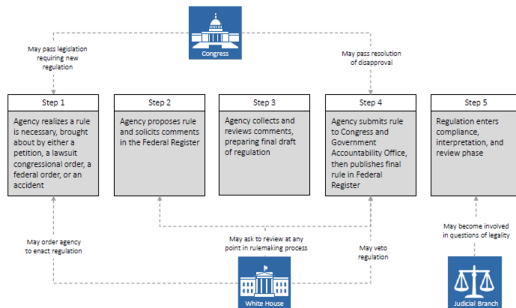 Congress
May pass legislation
requiring new
regulation
May pass resolution
of disapproval
Step 1
Agency realizes a rule
is necessary, brought
about by either a
petition, a lawsuit
congressional order, a
federal order, or an
accident
Step 2
Agency proposes rule
and solicits comments
in the Federal Register
Step 3
Agency collects and
reviews comments,
preparing final draft
of regulation
Step 4
Agency submits rule
to Congress and
Government
Accountability Office,
then publishes final
rule in Federal
Register
Step 5
Regulation enters
compliance,
interpretation, and
review phase
May order agency
to enact regulation
May ask to review at any
point in rulemaking process
May veto
regulation
May become involved
in questions of legality
White House
Judicial Branch